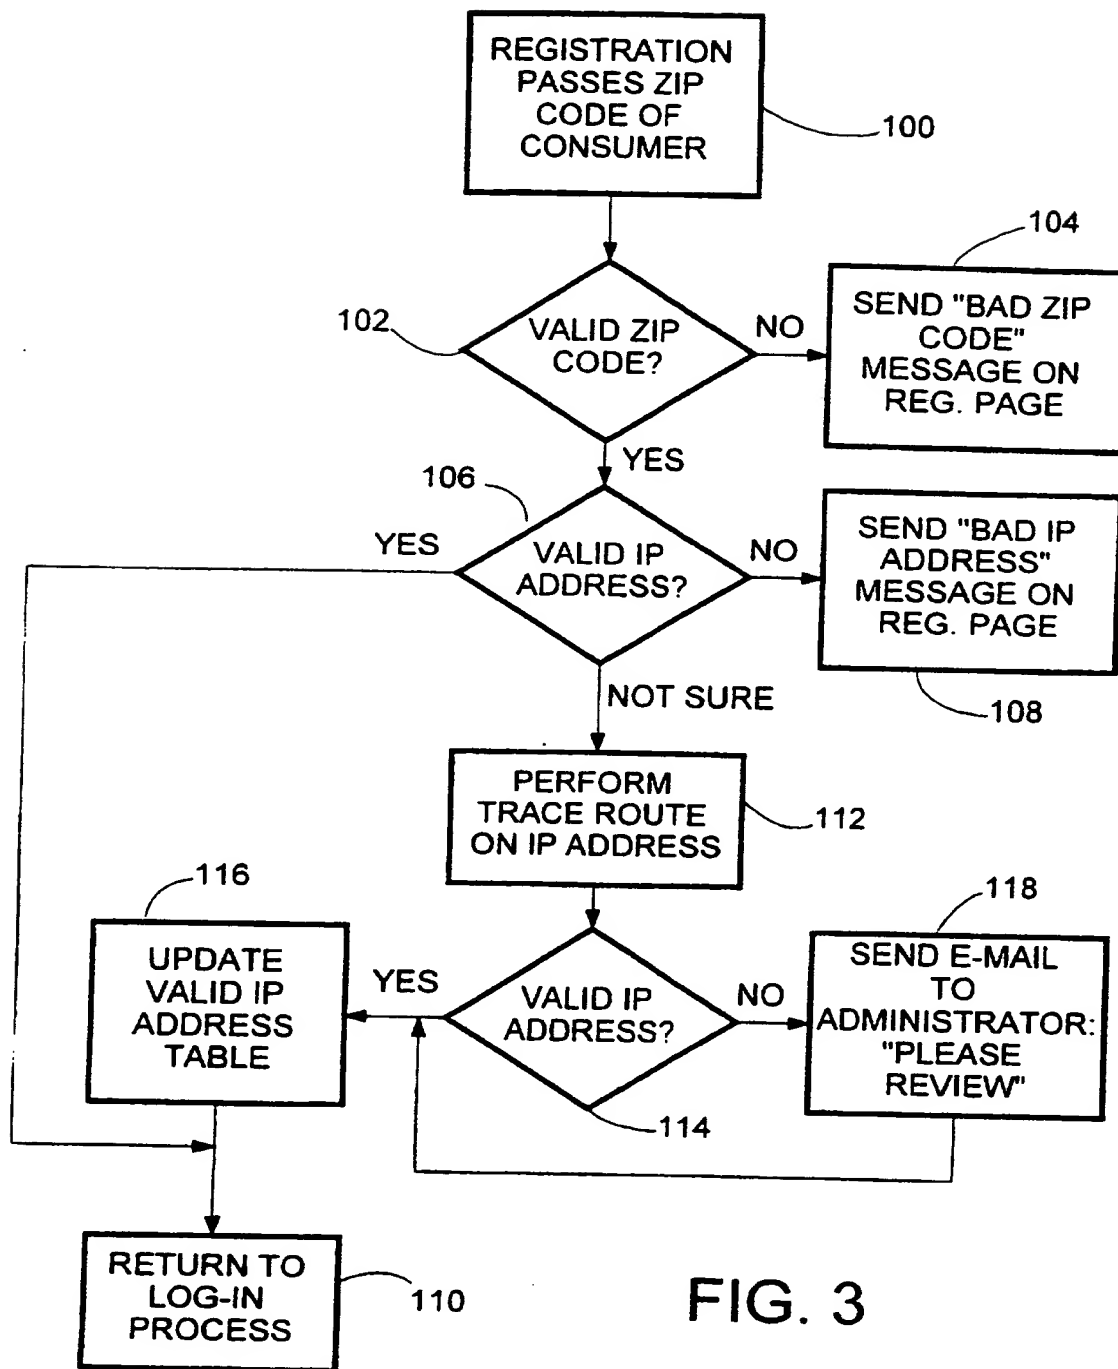 REGISTRATION
PASSES ZIP
CODE OF
CONSUMER
100
104
SEND "BAD ZIP
CODE"
MESSAGE ON
REG. PAGE
102
VALID ZIP
CODE?
NO
YES
106
YES
VALID IP
ADDRESS?
NO
SEND "BAD IP
ADDRESS"
MESSAGE ON
REG. PAGE
108
NOT SURE
PERFORM
TRACE ROUTE
ON IP ADDRESS
112
116
UPDATE
VALID IP
ADDRESS
TABLE
YES
VALID IP
ADDRESS?
114
NO
118
SEND E-MAIL
TO
ADMINISTRATOR:
"PLEASE
REVIEW"
RETURN TO
LOG-IN
PROCESS
110
FIG. 3